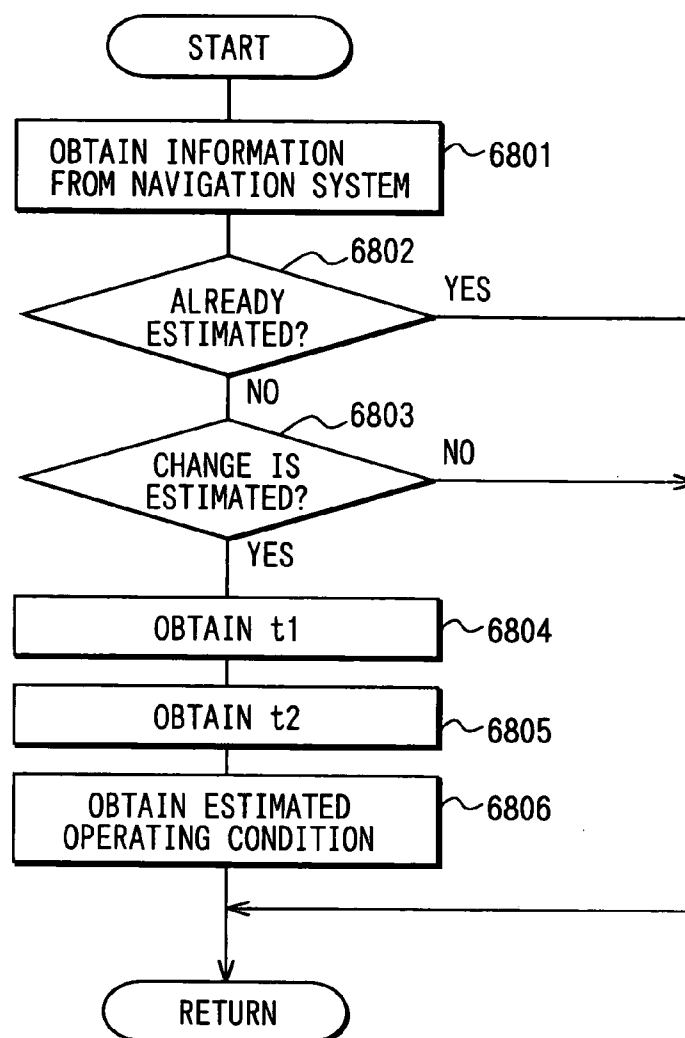 START
OBTAIN INFORMATION
FROM NAVIGATION SYSTEM
6801
6802
ALREADY
ESTIMATED?
YES
NO
6803
CHANGE IS
ESTIMATED?
NO
YES
OBTAIN t1
6804
OBTAIN t2
6805
OBTAIN ESTIMATED
OPERATING CONDITION
6806
RETURN